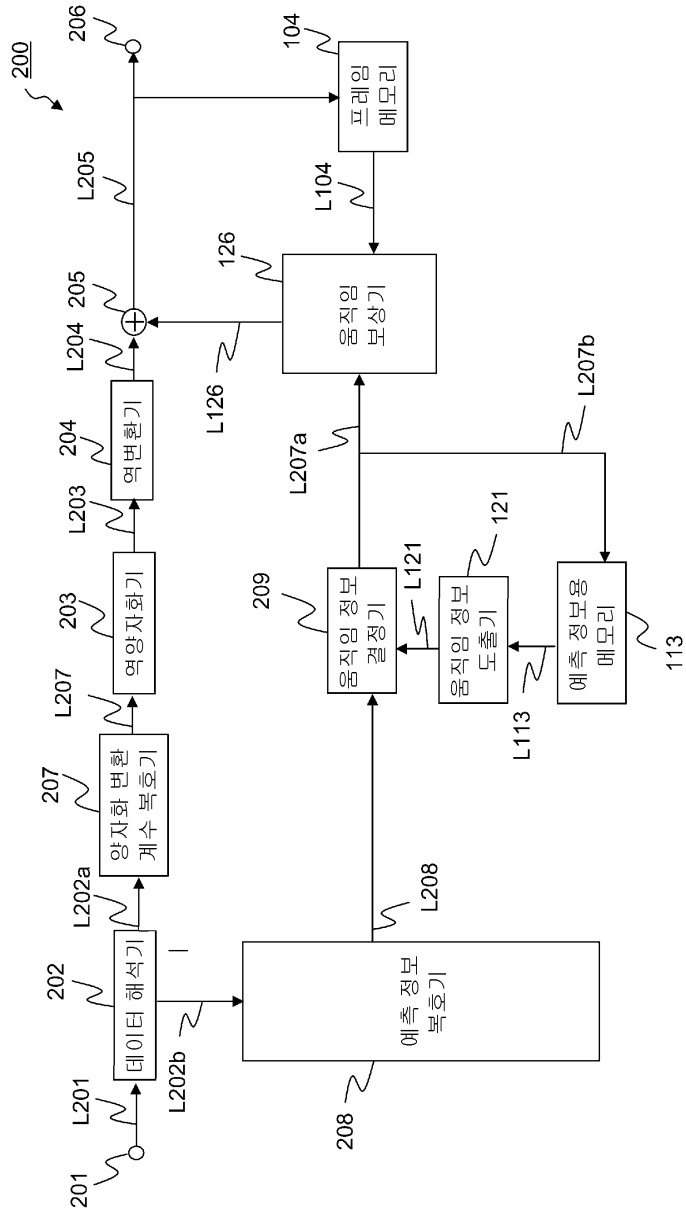 200
201
L201
데이터 해석기
202
L202a
L202b
양자화 변환
계수 복호기
207
L207
역양자화기
203
L203
역변환기
204
L204
205
L205
206
예측 정보
복호기
208
L208
움직임 정보
결정기
209
L207a
L207b
L121
움직임 정보
도출기
121
L113
예측 정보용
메모리
113
움직임
보상기
126
L126
L104
프레임
메모리
104